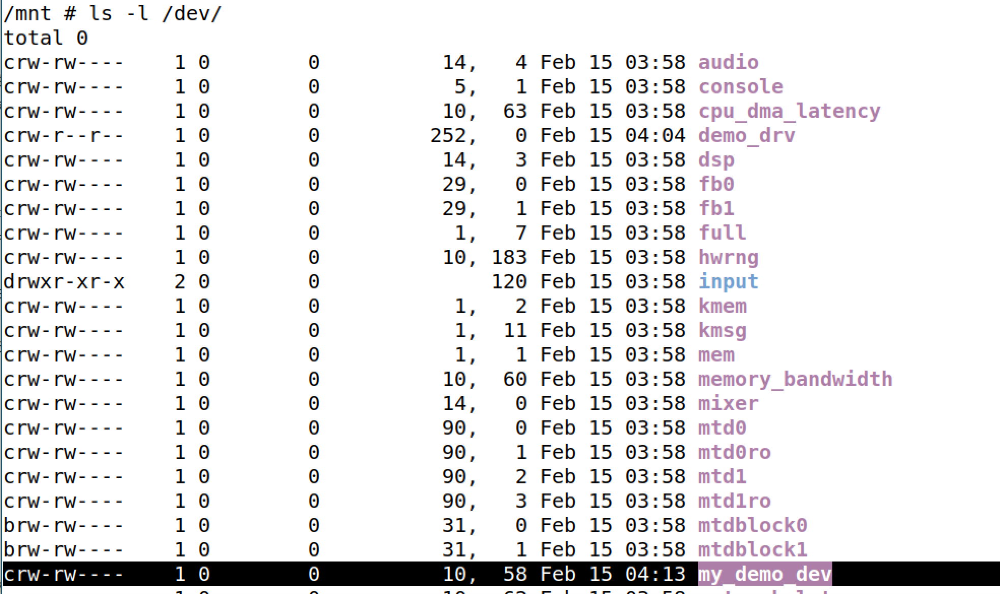 /mnt # ls -l /dev/
total 0
crw-rw---- 1 0 0 14, 4 Feb 15 03:58 audio
crw-rw---- 1 0 0 5, 1 Feb 15 03:58 console
crw-rw---- 1 0 0 10, 63 Feb 15 03:58 cpu_dma_latency
crw-r--r-- 1 0 0 252, 0 Feb 15 04:04 demo_drv
crw-rw---- 1 0 0 14, 3 Feb 15 03:58 dsp
crw-rw---- 1 0 0 29, 0 Feb 15 03:58 fb0
crw-rw---- 1 0 0 29, 1 Feb 15 03:58 fb1
crw-rw---- 1 0 0 1, 7 Feb 15 03:58 full
crw-rw---- 1 0 0 10, 183 Feb 15 03:58 hwrng
drwxr-xr-x 2 0 0 120 Feb 15 03:58 input
crw-rw---- 1 0 0 1, 2 Feb 15 03:58 kmem
crw-rw---- 1 0 0 1, 11 Feb 15 03:58 kmsg
crw-rw---- 1 0 0 1, 1 Feb 15 03:58 mem
crw-rw---- 1 0 0 10, 60 Feb 15 03:58 memory_bandwidth
crw-rw---- 1 0 0 14, 0 Feb 15 03:58 mixer
crw-rw---- 1 0 0 90, 0 Feb 15 03:58 mtd0
crw-rw---- 1 0 0 90, 1 Feb 15 03:58 mtd0ro
crw-rw---- 1 0 0 90, 2 Feb 15 03:58 mtd1
crw-rw---- 1 0 0 90, 3 Feb 15 03:58 mtd1ro
brw-rw---- 1 0 0 31, 0 Feb 15 03:58 mtdblock0
brw-rw---- 1 0 0 31, 1 Feb 15 03:58 mtdblock1
crw-rw---- 1 0 0 10, 58 Feb 15 04:13 my_demo_dev